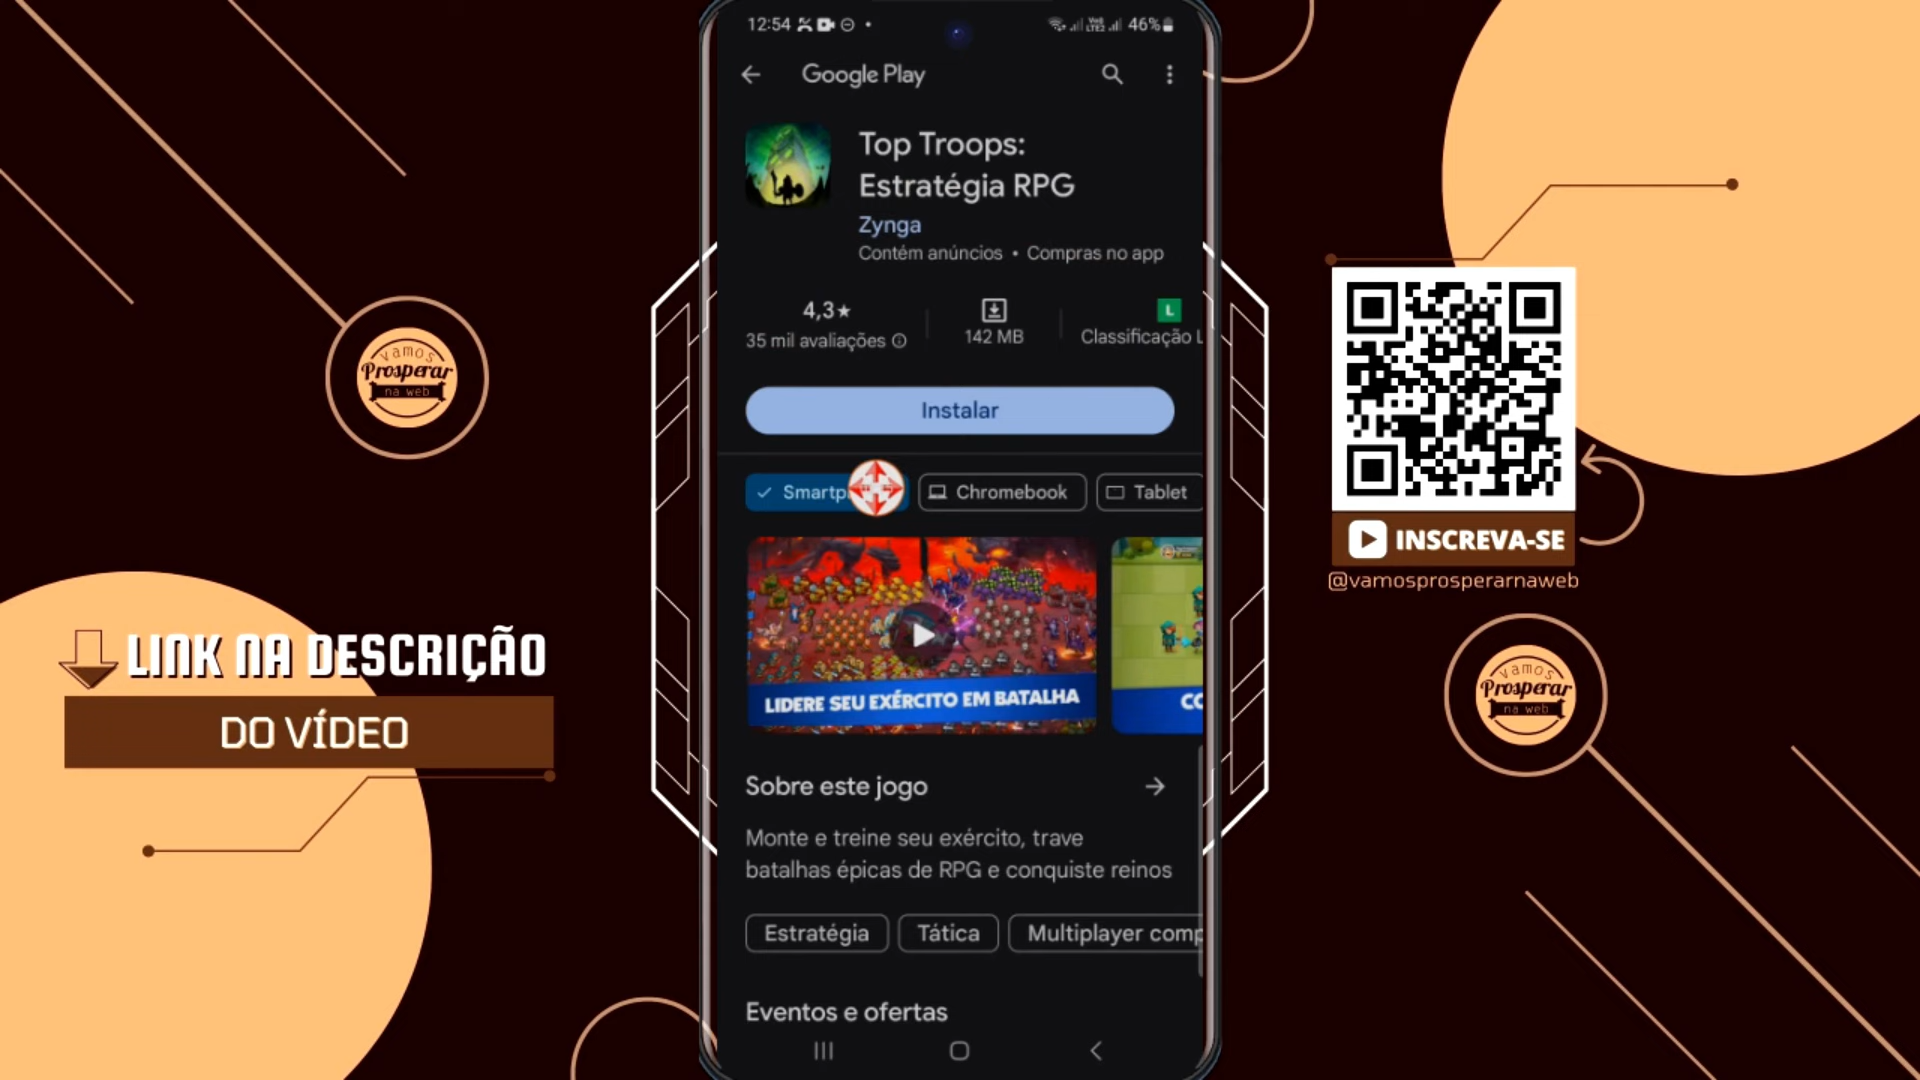 12:54
VoB
LTE2
46%
Google Play
Top Troops:
Estratégia RPG
Zynga
Contém anúncios • Compras no app
4,3★
35 mil avaliações
142 MB
L
Classificação L
Instalar
Smartp
Chromebook
Tablet
LIDERE SEU EXÉRCITO EM BATALHA
CO
Sobre este jogo
Monte e treine seu exército, trave
batalhas épicas de RPG e conquiste reinos
Estratégia
Tática
Multiplayer comp
Eventos e ofertas
vamos
Prosperar
na web
LINK NA DESCRIÇÃO
DO VÍDEO
INSCREVA-SE
@vamosprosperarnaweb
vamos
Prosperar
na web